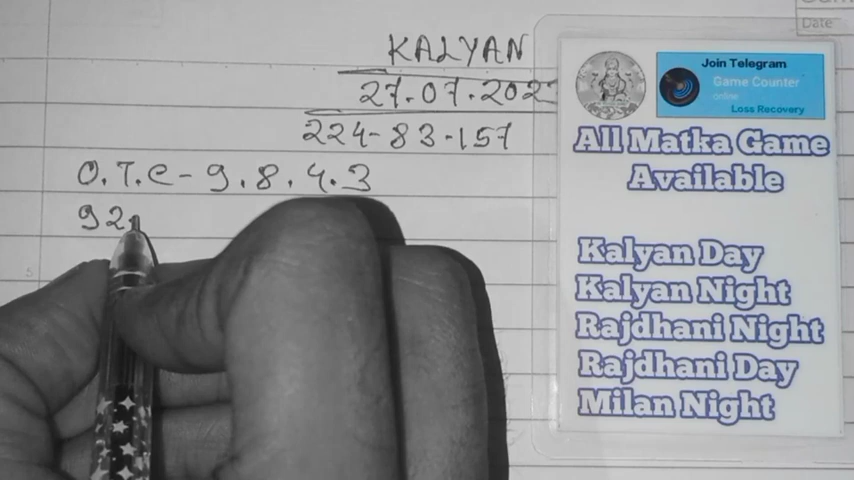 KALYAN
27.07.202
224-83-157
O.T.C- 9.8.4.3
92.
Date
Join Telegram
Game Counter
online
Loss Recovery
All Matka Game
Available
Kalyan Day
Kalyan Night
Rajdhani Night
Rajdhani Day
Milan Night